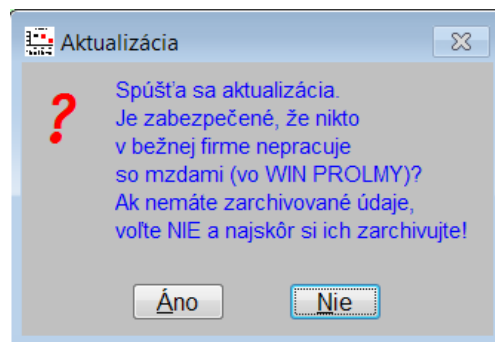 Aktualizácia
Spúšťa sa aktualizácia.
Je zabezpečené, že nikto
v bežnej firme nepracuje
so mzdami (vo WIN PROLMY)?
Ak nemáte zarchivované údaje,
voľte NIE a najskôr si ich zarchivujte!
?
Áno
Nie